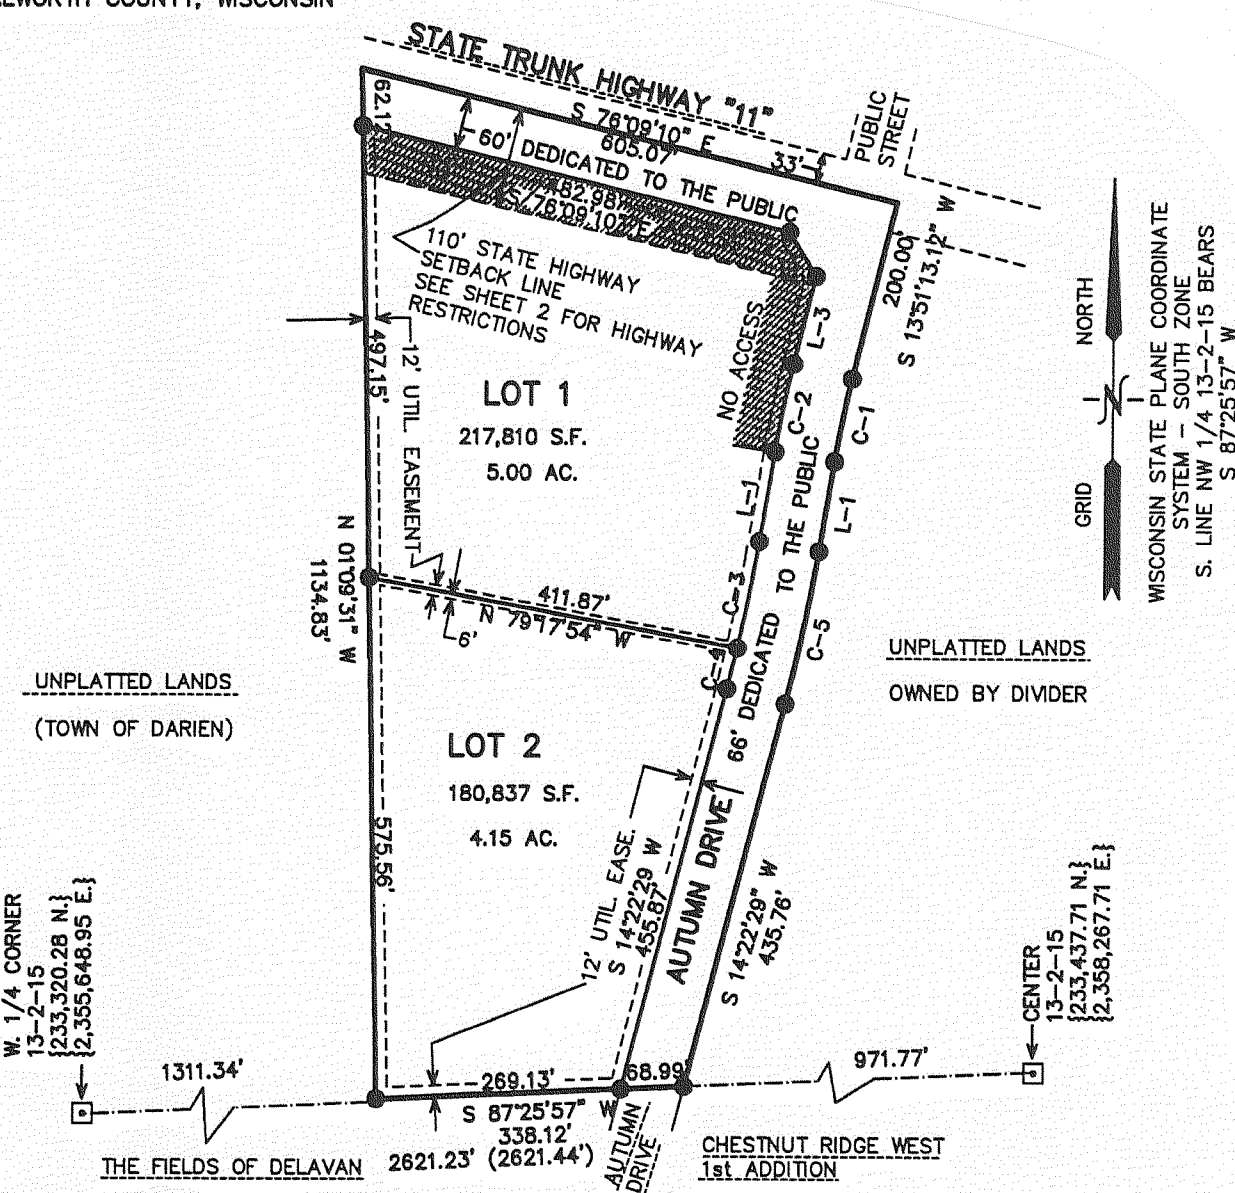 WORTH COUNTY, WISCONSIN
STATE TRUNK HIGHWAY "11"
S 76°09'10" E
605.07'
33'
PUBLIC
STREET
60'
DEDICATED TO THE PUBLIC
482.98'
S 76°09'10" E
62.1
110' STATE HIGHWAY
SETBACK LINE
SEE SHEET 2 FOR HIGHWAY
RESTRICTIONS
200.00'
S 13°51'13.12" W
NO ACCESS
L-3
C-2
C-1
L-1
L-1
C-3
C-5
497.15'
12' UTIL. EASEMENT
LOT 1
217,810 S.F.
5.00 AC.
N 01°09'31" W
1134.83'
411.87'
N 79°17'54" W
6'
66' DEDICATED TO THE PUBLIC
UNPLATTED LANDS
(TOWN OF DARIEN)
UNPLATTED LANDS
OWNED BY DIVIDER
LOT 2
180,837 S.F.
4.15 AC.
575.56'
12' UTIL. EASE.
S 14°22'29 W
455.87'
AUTUMN DRIVE
S 14°22'29" W
435.76'
NORTH
GRID
WISCONSIN STATE PLANE COORDINATE
SYSTEM - SOUTH ZONE
S. LINE NW 1/4 13-2-15 BEARS
S 87°25'57" W
W. 1/4 CORNER
13-2-15
{233,320.28 N.}
{2,355,648.95 E.}
CENTER
13-2-15
{233,437.71 N.}
{2,358,267.71 E.}
1311.34'
269.13'
68.99'
971.77'
S 87°25'57" W
338.12'
2621.23' (2621.44')
THE FIELDS OF DELAVAN
AUTUMN
DRIVE
CHESTNUT RIDGE WEST
1st ADDITION